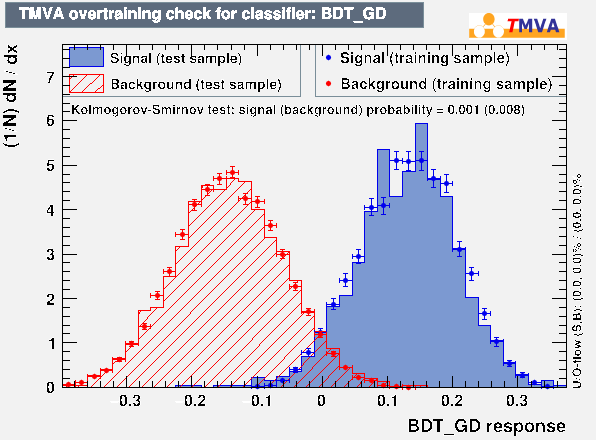 TMVA overtraining check for classifier: BDT_GD
TMVA
Signal (test sample)
Background (test sample)
Signal (training sample)
Background (training sample)
Kolmogorov-Smirnov test: signal (background) probability = 0.001 (0.008)
(1/N) dN / dx
7
6
5
4
3
2
1
0
-0.3 -0.2 -0.1 0 0.1 0.2 0.3
BDT_GD response
U/O-flow (S,B): (0.0, 0.0)% / (0.0, 0.0)%